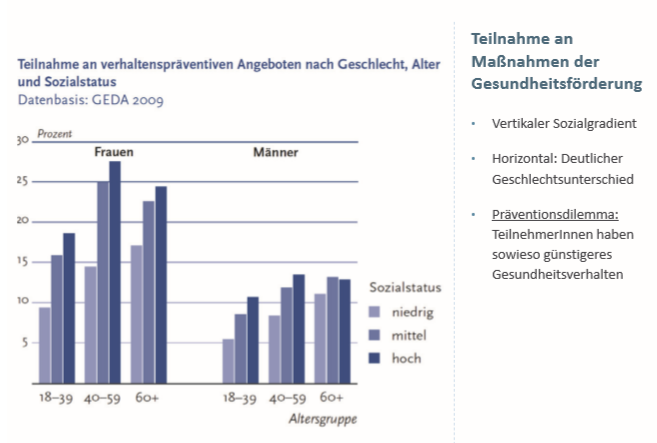 Teilnahme an verhaltenspräventiven Angeboten nach Geschlecht, Alter
und Sozialstatus
Datenbasis: GEDA 2009
Prozent
30
Frauen
Männer
25
20
15
10
5
Sozialstatus
niedrig
mittel
hoch
18–39 40–59 60+
18–39 40–59 60+
Altersgruppe
Teilnahme an
Maßnahmen der
Gesundheitsförderung
• Vertikaler Sozialgradient
• Horizontal: Deutlicher
Geschlechtsunterschied
• Präventionsdilemma:
TeilnehmerInnen haben
sowieso günstigeres
Gesundheitsverhalten